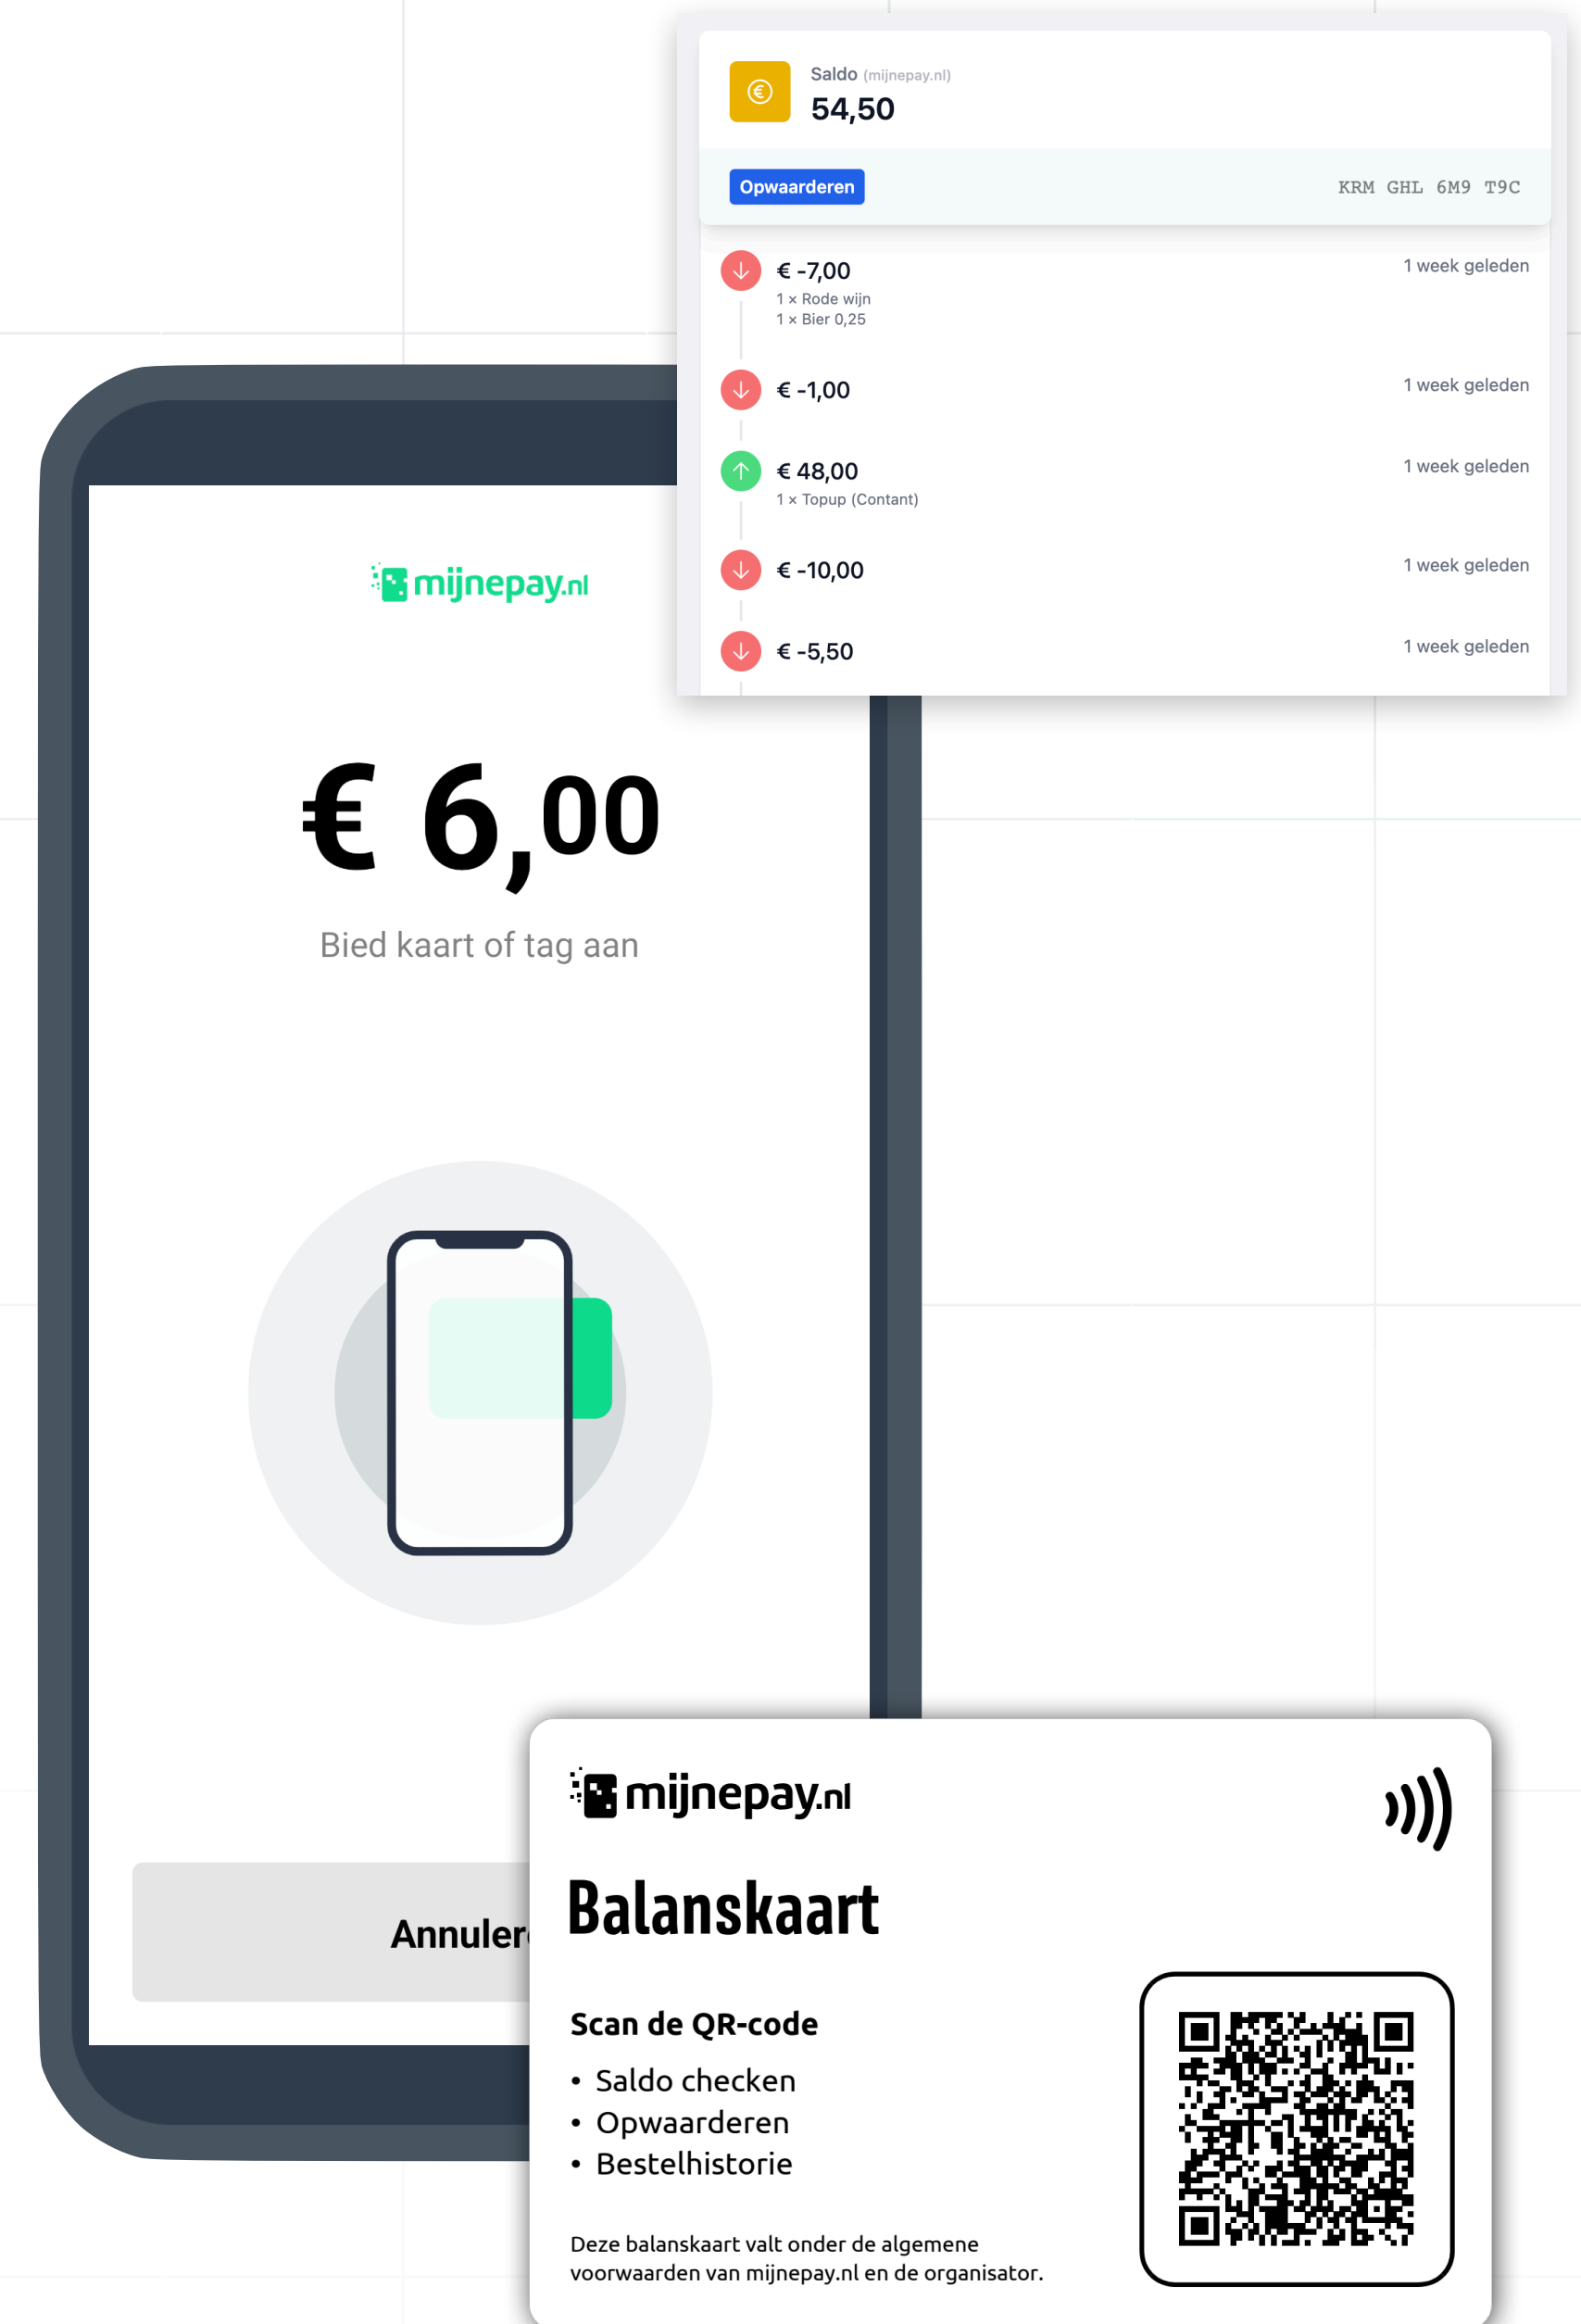 Saldo (mijnepay.nl)
54,50
Opwaarderen
KRM GHL 6M9 T9C
€ -7,00
1 week geleden
1 × Rode wijn
1 × Bier 0,25
€ -1,00
1 week geleden
€ 48,00
1 week geleden
1 × Topup (Contant)
€ -10,00
1 week geleden
€ -5,50
1 week geleden
mijnepay.nl
€ 6,00
Bied kaart of tag aan
Annuler
mijnepay.nl
Balanskaart
Scan de QR-code
• Saldo checken
• Opwaarderen
• Bestelhistorie
Deze balanskaart valt onder de algemene
voorwaarden van mijnepay.nl en de organisator.